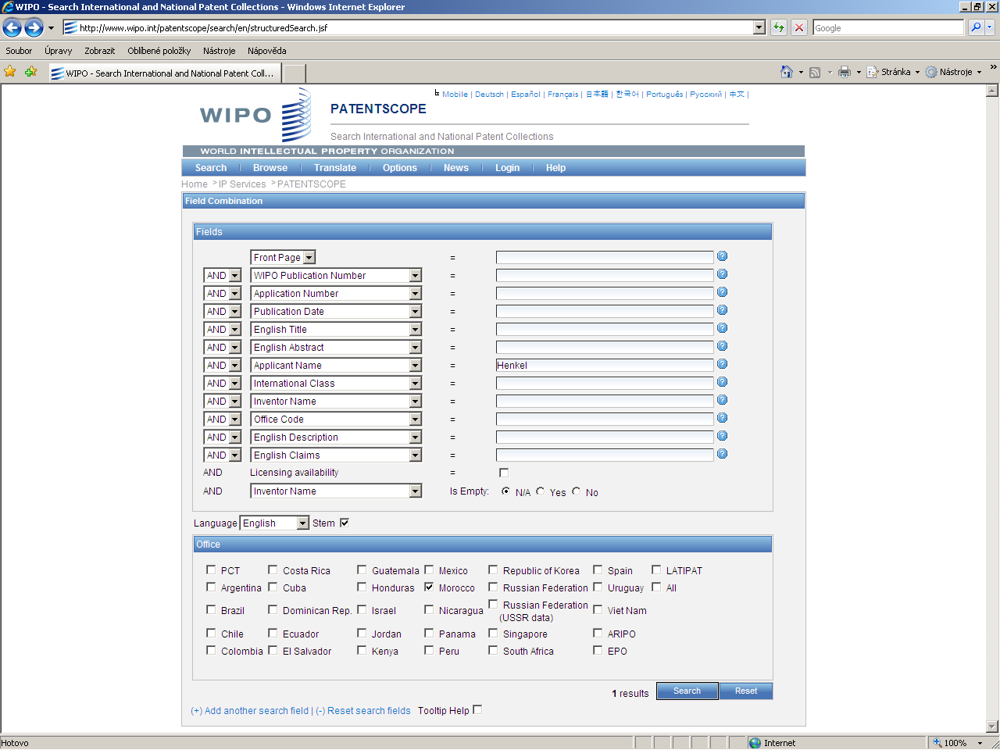 WIPO - Search International and National Patent Collections - Windows Internet Explorer
http://www.wipo.int/patentscope/search/en/structuredSearch.jsf
Google
Soubor Úpravy Zobrazit Oblíbené položky Nástroje Nápověda
WIPO - Search International and National Patent Coll...
Stránka Nástroje »
Mobile | Deutsch | Español | Français | 日本語 | 한국어 | Português | Русский | 中文 |
WIPO
PATENTSCOPE
Search International and National Patent Collections
WORLD INTELLECTUAL PROPERTY ORGANIZATION
Search | Browse | Translate | Options | News | Login | Help
Home > IP Services > PATENTSCOPE
Field Combination
Fields
Front Page =
AND WIPO Publication Number =
AND Application Number =
AND Publication Date =
AND English Title =
AND English Abstract =
AND Applicant Name = Henkel
AND International Class =
AND Inventor Name =
AND Office Code =
AND English Description =
AND English Claims =
AND Licensing availability =
AND Inventor Name Is Empty: N/A Yes No
Language English Stem
Office
PCT Costa Rica Guatemala Mexico Republic of Korea Spain LATIPAT
Argentina Cuba Honduras Morocco Russian Federation Uruguay All
Brazil Dominican Rep. Israel Nicaragua Russian Federation (USSR data) Viet Nam
Chile Ecuador Jordan Panama Singapore ARIPO
Colombia El Salvador Kenya Peru South Africa EPO
1 results Search Reset
(+) Add another search field | (-) Reset search fields Tooltip Help
Hotovo Internet 100%